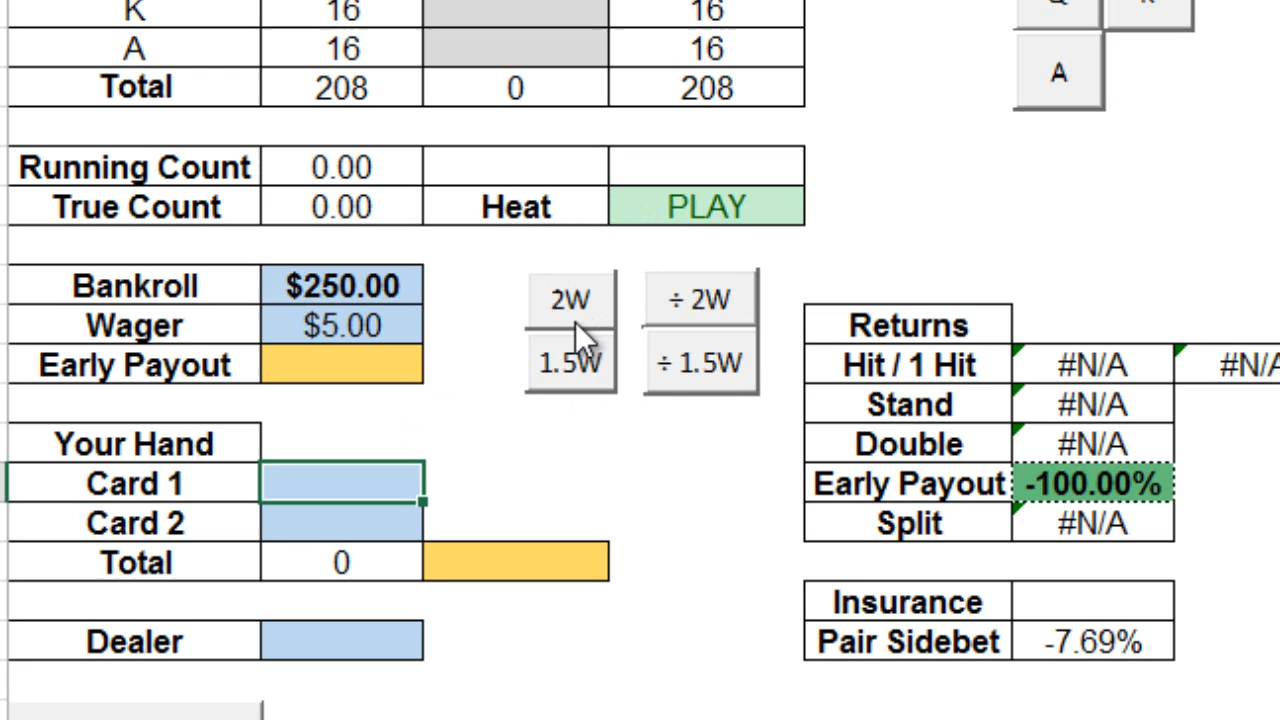 K 16 16
A 16 16 A
Total 208 0 208
Running Count 0.00
True Count 0.00 Heat PLAY
Bankroll $250.00 2W ÷ 2W
Wager $5.00 Returns
Early Payout 1.5W ÷ 1.5W Hit / 1 Hit #N/A #N/A
Stand #N/A
Your Hand Double #N/A
Card 1 Early Payout -100.00%
Card 2 Split #N/A
Total 0
Insurance
Dealer Pair Sidebet -7.69%